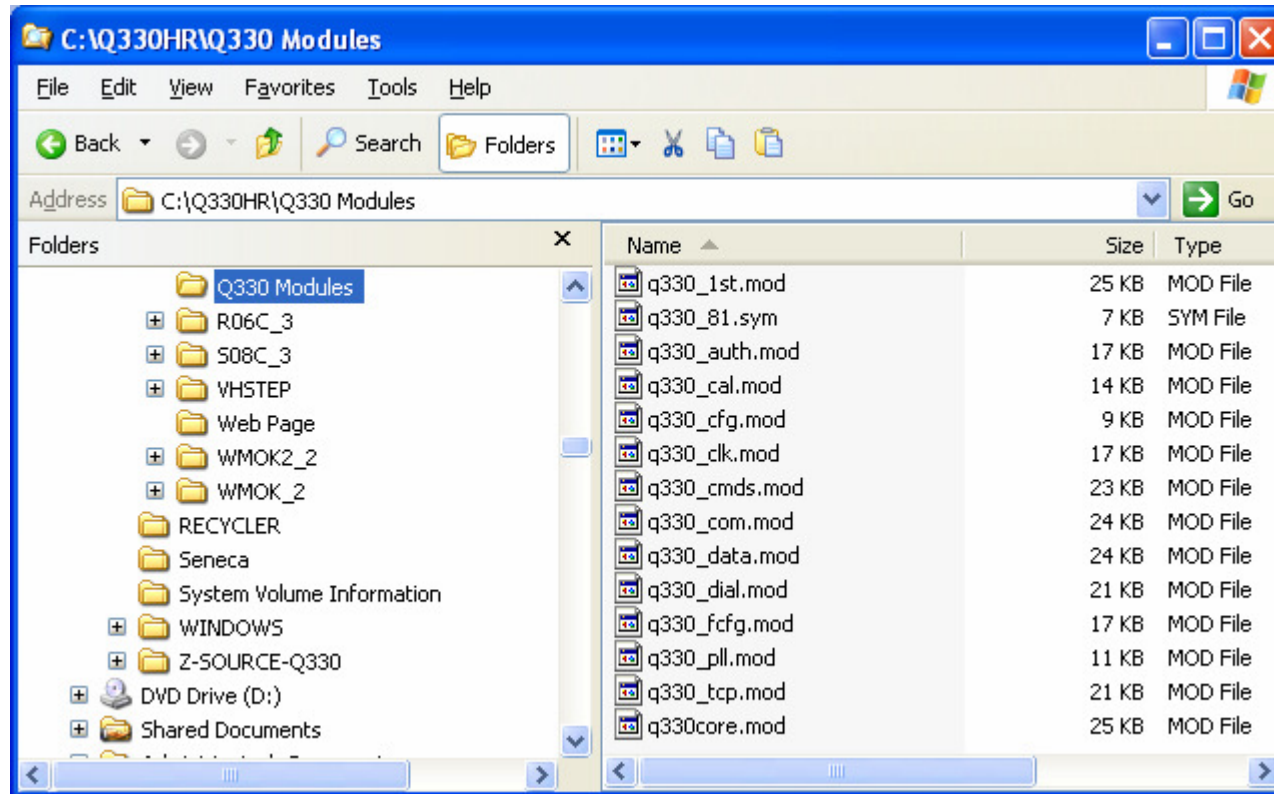 C:\Q330HR\Q330 Modules
File Edit View Favorites Tools Help
Back Search Folders
Address C:\Q330HR\Q330 Modules Go
Folders
Q330 Modules
R06C_3
S08C_3
VHSTEP
Web Page
WMOK2_2
WMOK_2
RECYCLER
Seneca
System Volume Information
WINDOWS
Z-SOURCE-Q330
DVD Drive (D:)
Shared Documents
Name Size Type
q330_1st.mod 25 KB MOD File
q330_81.sym 7 KB SYM File
q330_auth.mod 17 KB MOD File
q330_cal.mod 14 KB MOD File
q330_cfg.mod 9 KB MOD File
q330_clk.mod 17 KB MOD File
q330_cmds.mod 23 KB MOD File
q330_com.mod 24 KB MOD File
q330_data.mod 24 KB MOD File
q330_dial.mod 21 KB MOD File
q330_fcfg.mod 17 KB MOD File
q330_pll.mod 11 KB MOD File
q330_tcp.mod 21 KB MOD File
q330core.mod 25 KB MOD File